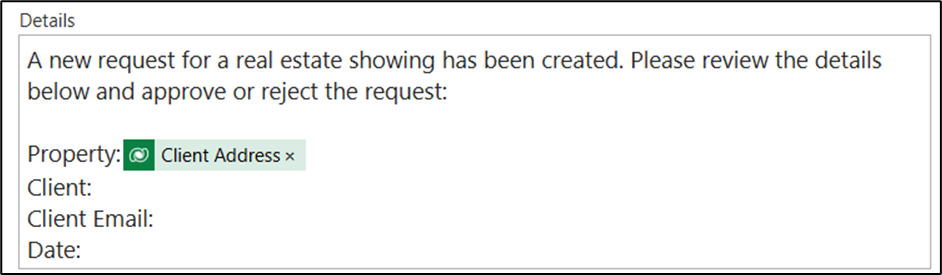 Details
A new request for a real estate showing has been created. Please review the details
below and approve or reject the request:
Property: Client Address ×
Client:
Client Email:
Date: